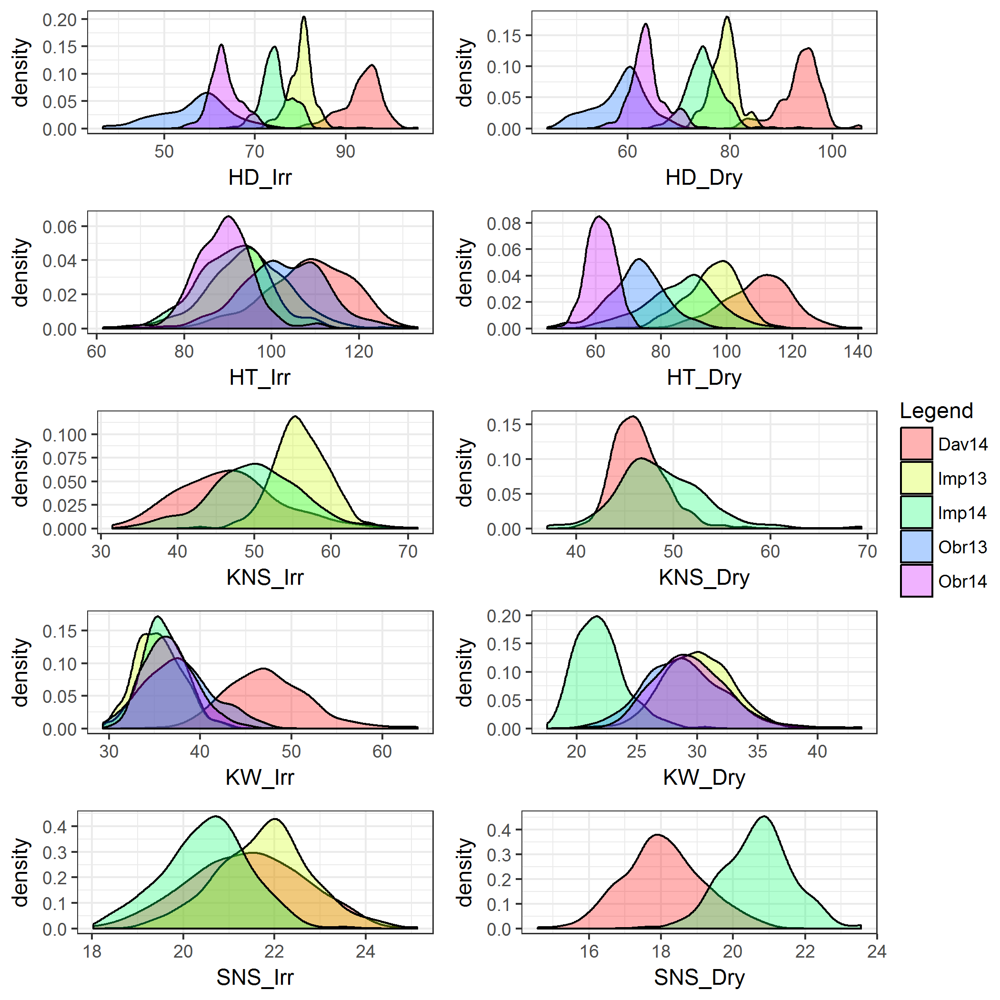 density
0.20
0.15
0.10
0.05
0.00
50 70 90
HD_Irr
density
0.15
0.10
0.05
0.00
60 80 100
HD_Dry
density
0.06
0.04
0.02
0.00
60 80 100 120
HT_Irr
density
0.08
0.06
0.04
0.02
0.00
60 80 100 120 140
HT_Dry
density
0.100
0.075
0.050
0.025
0.000
30 40 50 60 70
KNS_Irr
density
0.15
0.10
0.05
0.00
40 50 60 70
KNS_Dry
Legend
Dav14
Imp13
Imp14
Obr13
Obr14
density
0.15
0.10
0.05
0.00
30 40 50 60
KW_Irr
density
0.20
0.15
0.10
0.05
0.00
20 25 30 35 40
KW_Dry
density
0.4
0.3
0.2
0.1
0.0
18 20 22 24
SNS_Irr
density
0.4
0.3
0.2
0.1
0.0
16 18 20 22 24
SNS_Dry